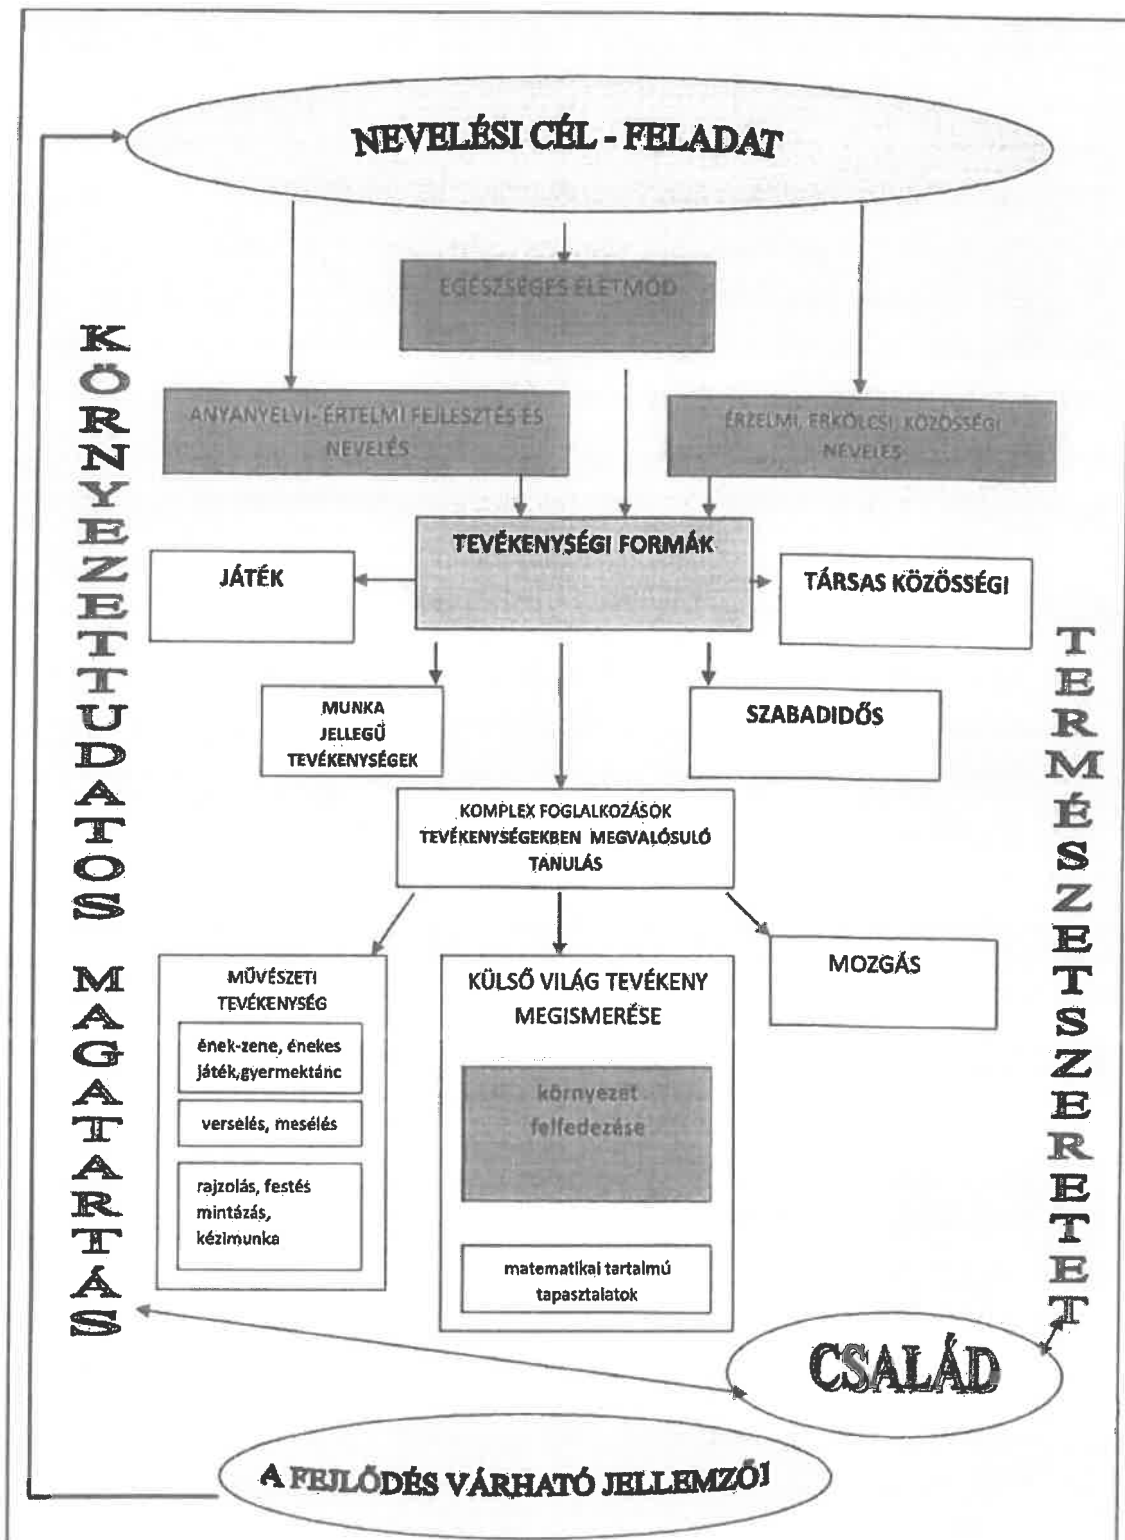 NEVELÉSI CÉL - FELADAT
EGÉSZSÉGES ÉLETMÓD
ANYANYELVI- ÉRTELMI FEJLESZTÉS ÉS
NEVELÉS
ÉRZELMI, ERKÖLCSI, KÖZÖSSÉGI
NEVELÉS
TEVÉKENYSÉGI FORMÁK
JÁTÉK
TÁRSAS KÖZÖSSÉGI
MUNKA
JELLEGŰ
TEVÉKENYSÉGEK
SZABADIDŐS
KOMPLEX FOGLALKOZÁSOK
TEVÉKENYSÉGEKBEN MEGVALÓSULÓ
TANULÁS
MŰVÉSZETI
TEVÉKENYSÉG
ének-zene, énekes
játék,gyermektánc
verselés, mesélés
rajzolás, festés
mintázás,
kézimunka
KÜLSŐ VILÁG TEVÉKENY
MEGISMERÉSE
környezet
felfedezése
matematikai tartalmú
tapasztalatok
MOZGÁS
KÖRNYEZETTUDATOS MAGATARTÁS
TERMÉSZETSZERETET
CSALÁD
A FEJLŐDÉS VÁRHATÓ JELLEMZŐI